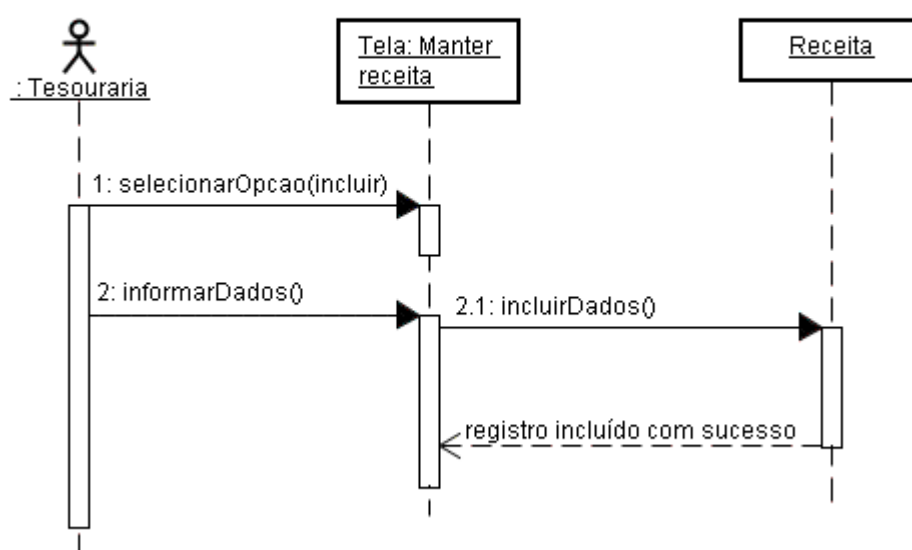 : Tesouraria
Tela: Manter
receita
Receita
1: selecionarOpcao(incluir)
2: informarDados()
2.1: incluirDados()
registro incluído com sucesso